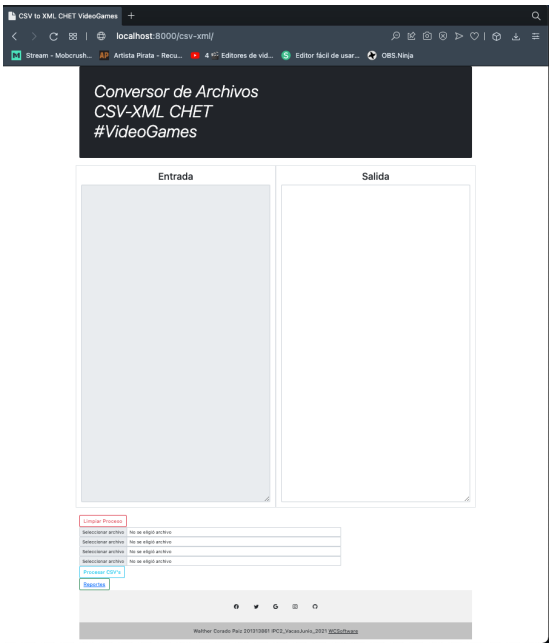 CSV to XML CHET VideoGames
localhost:8000/csv-xml/
Stream - Mobcrush... AP Artista Pirata - Recu... 4 Editores de vid... S Editor fácil de usar... OBS.Ninja
Conversor de Archivos
CSV-XML CHET
#VideoGames
Entrada Salida
Limpiar Proceso
Seleccionar archivo No se eligió archivo
Seleccionar archivo No se eligió archivo
Seleccionar archivo No se eligió archivo
Seleccionar archivo No se eligió archivo
Procesar CSV's
Reportes
Walther Corado Paiz 201313861 IPC2_VacasJunio_2021 WCSoftware